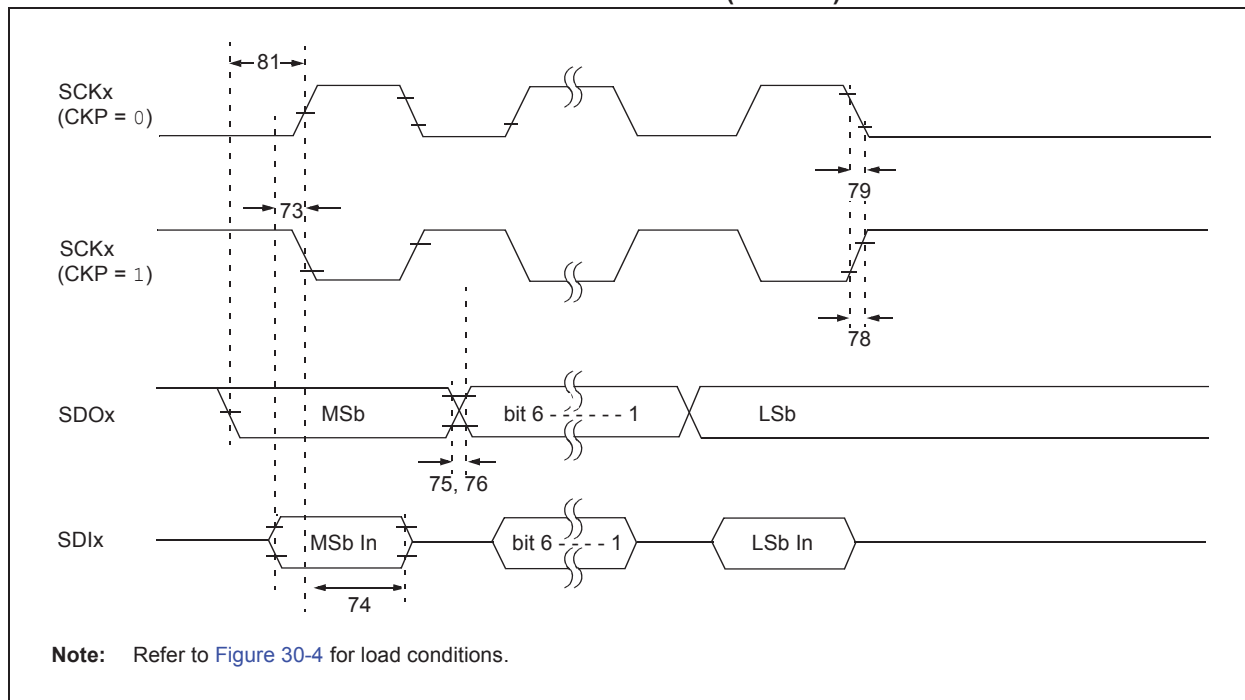 81
SCKx
(CKP = 0)
79
73
SCKx
(CKP = 1)
78
SDOx
MSb
bit 6 - - - - - - 1
LSb
75, 76
SDIx
MSb In
bit 6 - - - - 1
LSb In
74
Note: Refer to Figure 30-4 for load conditions.